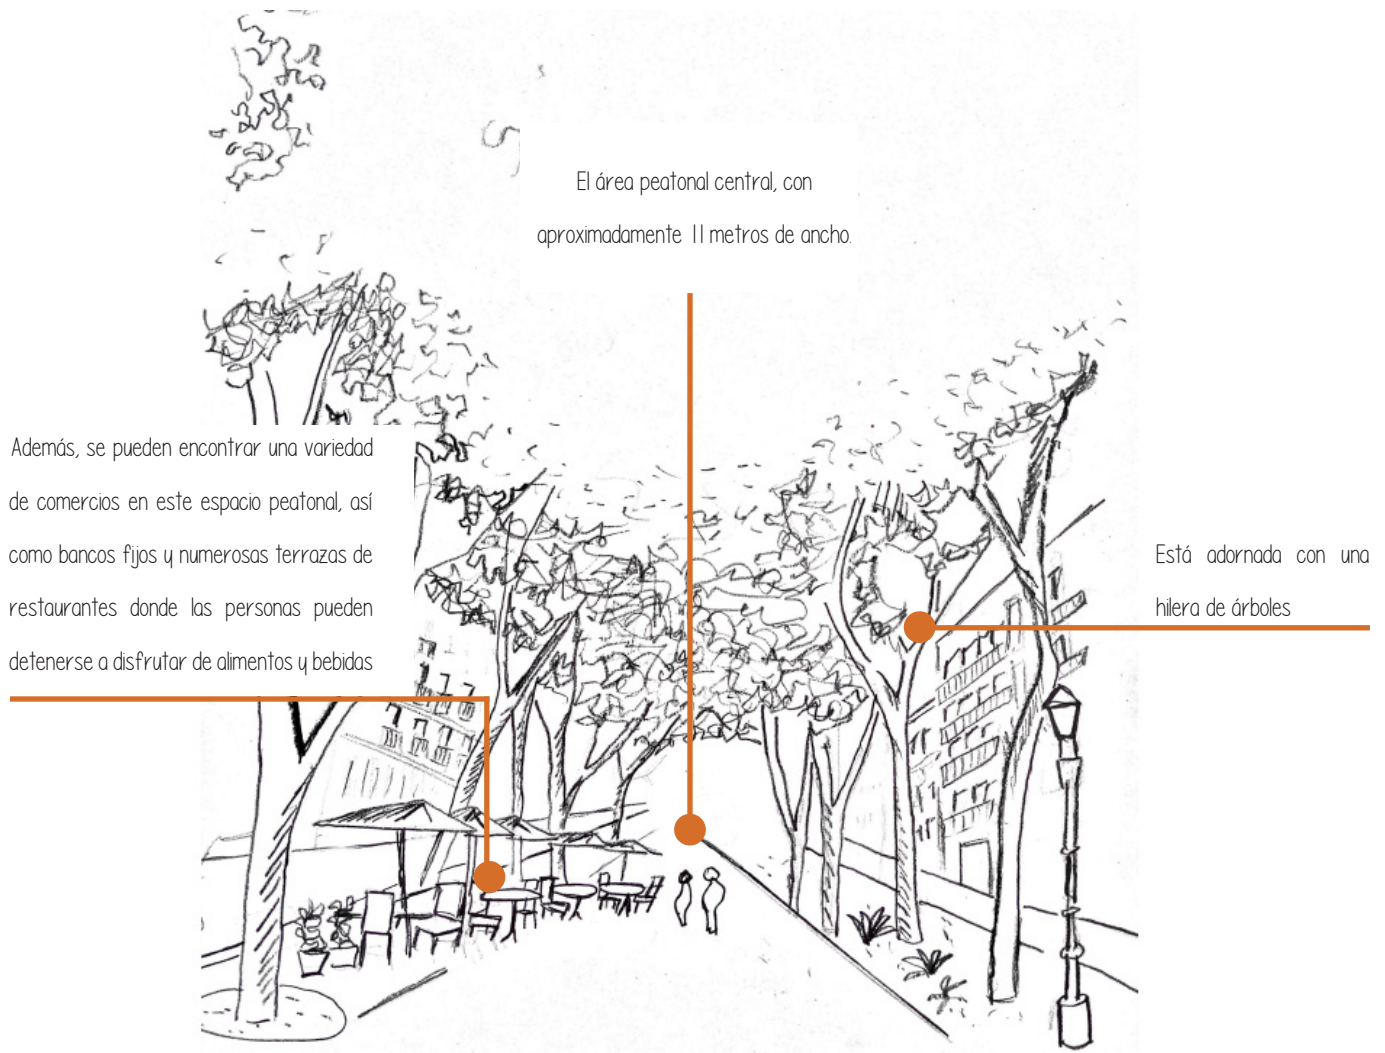 El área peatonal central, con
aproximadamente 11 metros de ancho.
Además, se pueden encontrar una variedad
de comercios en este espacio peatonal, así
como bancos fijos y numerosas terrazas de
restaurantes donde las personas pueden
detenerse a disfrutar de alimentos y bebidas
Está adornada con una
hilera de árboles